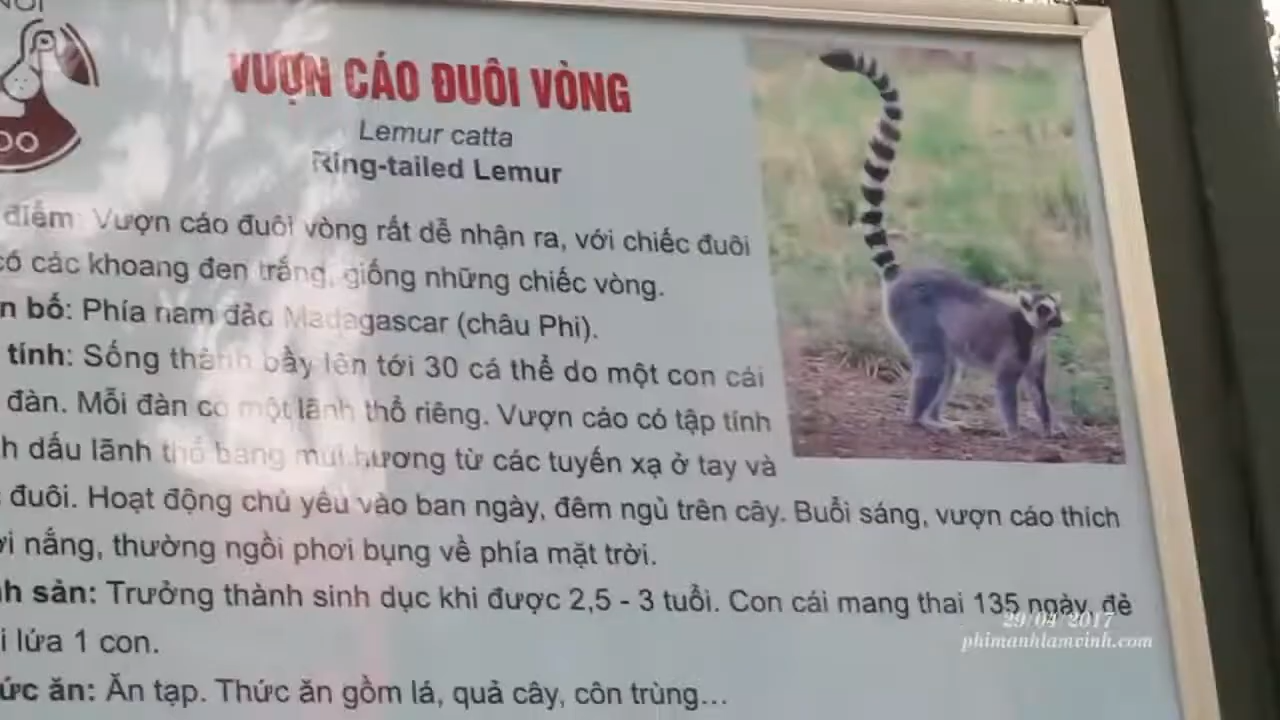 VƯỢN CÁO ĐUÔI VÒNG
Lemur catta
Ring-tailed Lemur
điểm: Vượn cáo đuôi vòng rất dễ nhận ra, với chiếc đuôi
có các khoang đen trắng, giống những chiếc vòng.
n bố: Phía nam đảo Madagascar (châu Phi).
tính: Sống thành bầy lên tới 30 cá thể do một con cái
đàn. Mỗi đàn có một lãnh thổ riêng. Vượn cáo có tập tính
h dấu lãnh thổ bằng mùi hương từ các tuyến xạ ở tay và
đuôi. Hoạt động chủ yếu vào ban ngày, đêm ngủ trên cây. Buổi sáng, vượn cáo thích
ơi nắng, thường ngồi phơi bụng về phía mặt trời.
nh sản: Trưởng thành sinh dục khi được 2,5 - 3 tuổi. Con cái mang thai 135 ngày, đẻ
i lứa 1 con.
ức ăn: Ăn tạp. Thức ăn gồm lá, quả cây, côn trùng...
29/04/2017
phimanhlamvinh.com